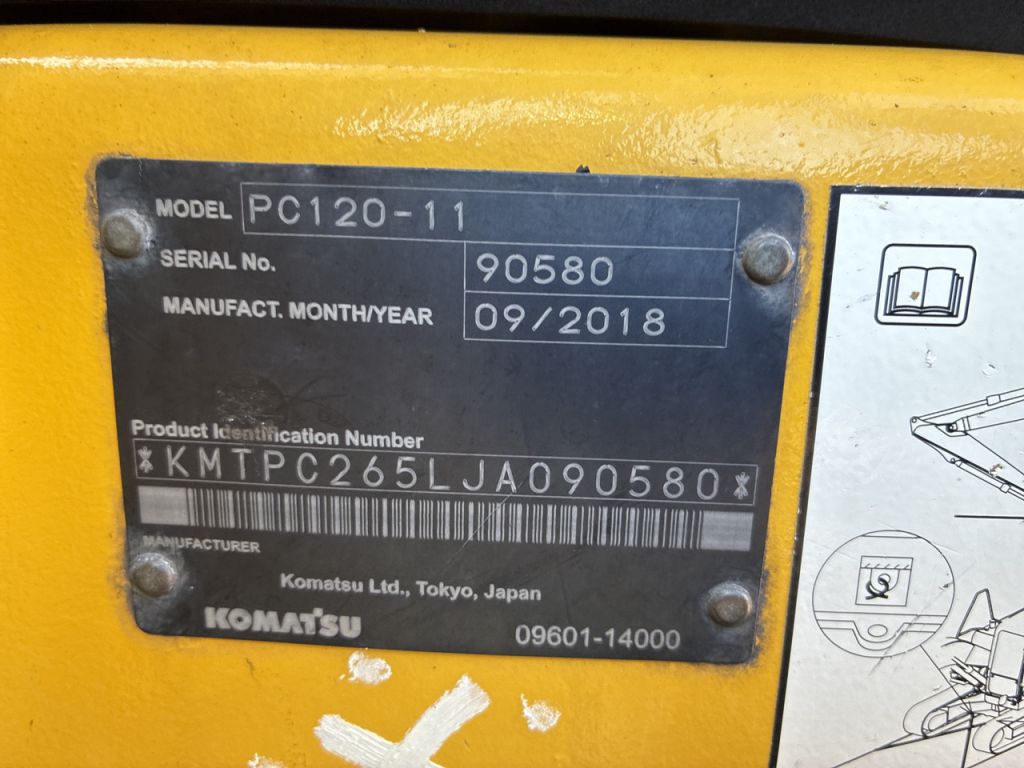 MODEL PC120-11
SERIAL No. 90580
MANUFACT. MONTH/YEAR 09/2018
Product Identification Number
*KMTPC265LJA090580*
MANUFACTURER
Komatsu Ltd., Tokyo, Japan
KOMATSU 09601-14000